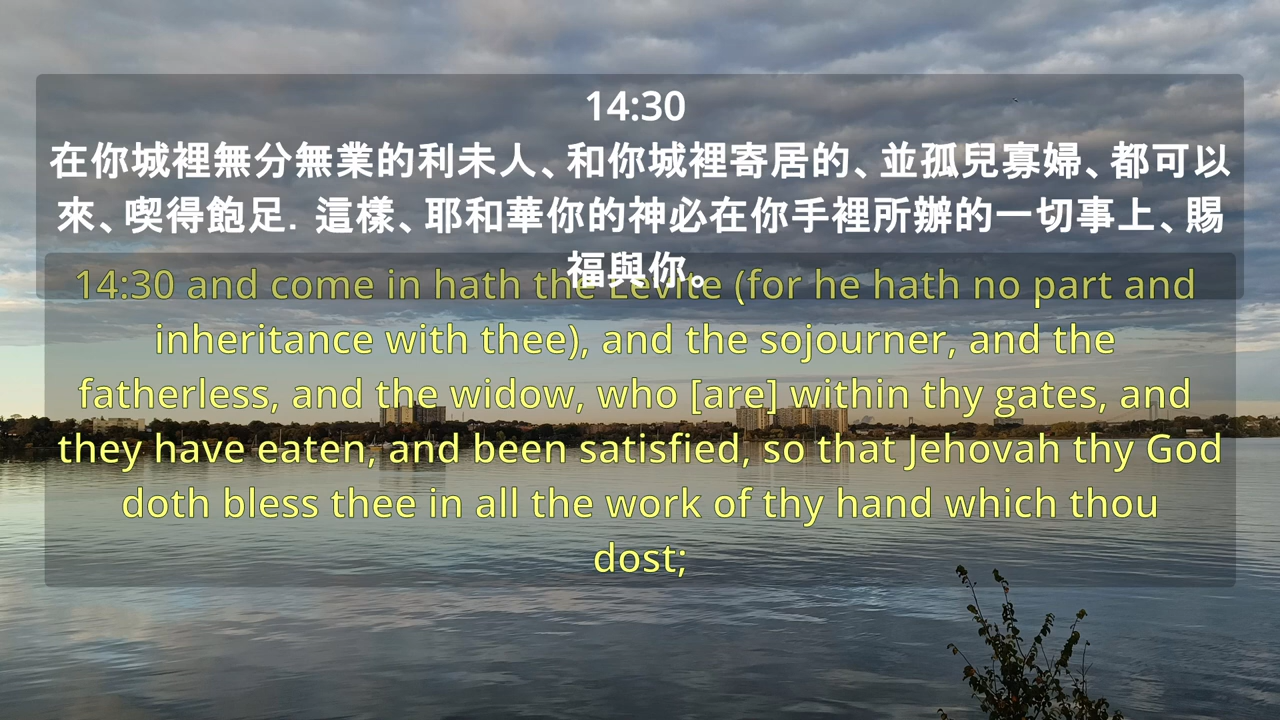 14:30
在你城裡無分無業的利未人、和你城裡寄居的、並孤兒寡婦、都可以
來、喫得飽足．這樣、耶和華你的神必在你手裡所辦的一切事上、賜
福與你。
14:30 and come in hath the Levite (for he hath no part and
inheritance with thee), and the sojourner, and the
fatherless, and the widow, who [are] within thy gates, and
they have eaten, and been satisfied, so that Jehovah thy God
doth bless thee in all the work of thy hand which thou
dost;